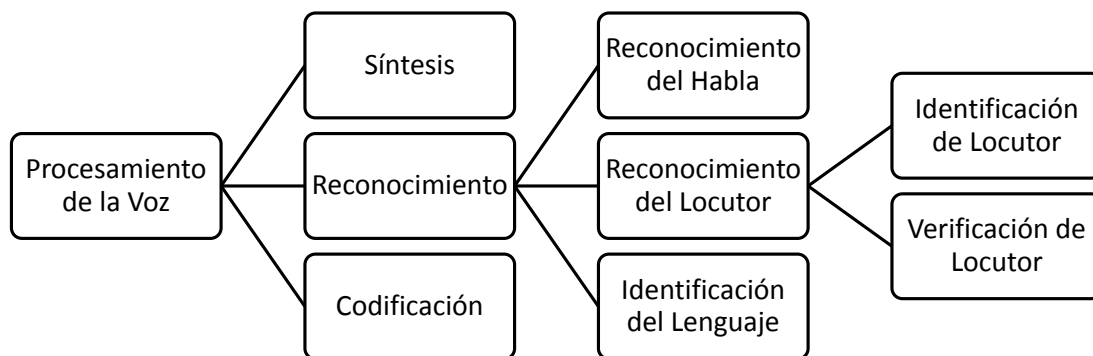 Procesamiento
de la Voz
Síntesis
Reconocimiento
Codificación
Reconocimiento
del Habla
Reconocimento
del Locutor
Identificación
del Lenguaje
Identificación
de Locutor
Verificación de
Locutor